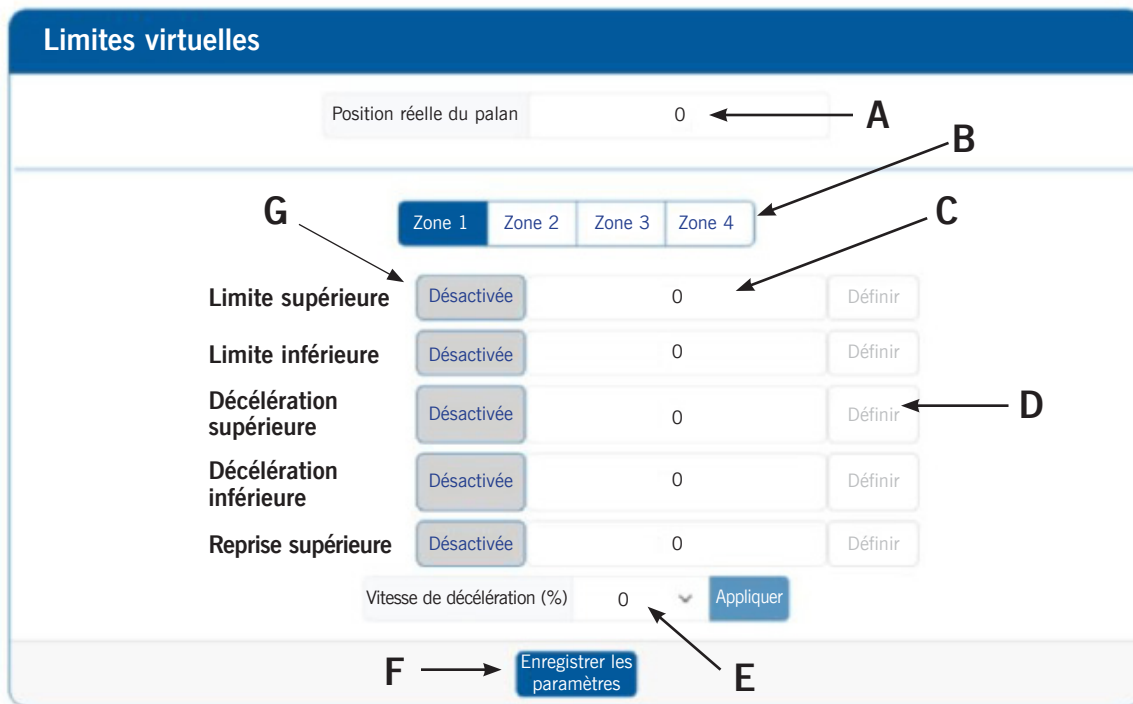 Limites virtuelles
Position réelle du palan 0 A
B
G C
Zone 1 Zone 2 Zone 3 Zone 4
Limite supérieure Désactivée 0 Définir
Limite inférieure Désactivée 0 Définir
Décélération
supérieure Désactivée 0 Définir D
Décélération
inférieure Désactivée 0 Définir
Reprise supérieure Désactivée 0 Définir
Vitesse de décélération (%) 0 Appliquer
F Enregistrer les
paramètres E